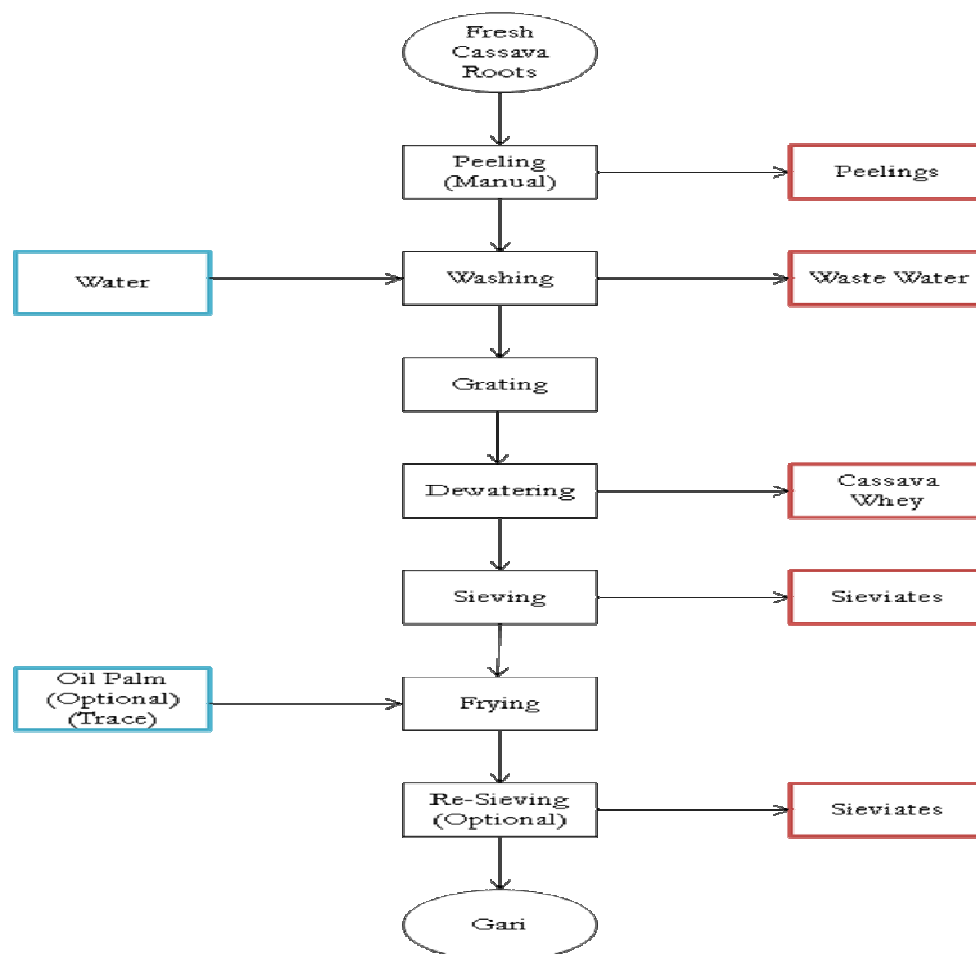 Fresh
Cassava
Roots
Peeling
(Manual)
Peelings
Water
Washing
Waste Water
Grating
Dewatering
Cassava
Whey
Sieving
Sieviates
Oil Palm
(Optional)
(Trace)
Frying
Re-Sieving
(Optional)
Sieviates
Gari